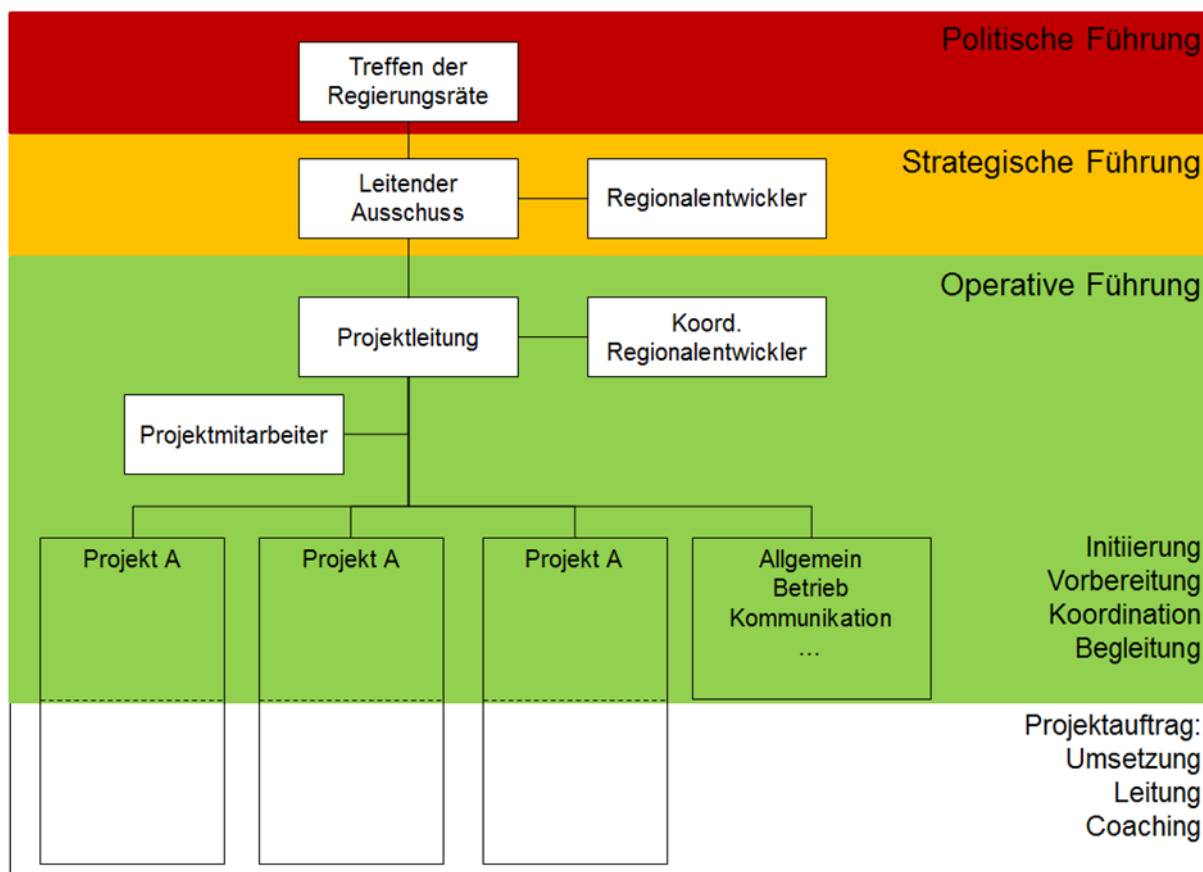 Politische Führung
Treffen der
Regierungsräte
Strategische Führung
Leitender
Ausschuss
Regionalentwickler
Operative Führung
Projektleitung
Koord.
Regionalentwickler
Projektmitarbeiter
Projekt A
Projekt A
Projekt A
Allgemein
Betrieb
Kommunikation
…
Initiierung
Vorbereitung
Koordination
Begleitung
Projektauftrag:
Umsetzung
Leitung
Coaching